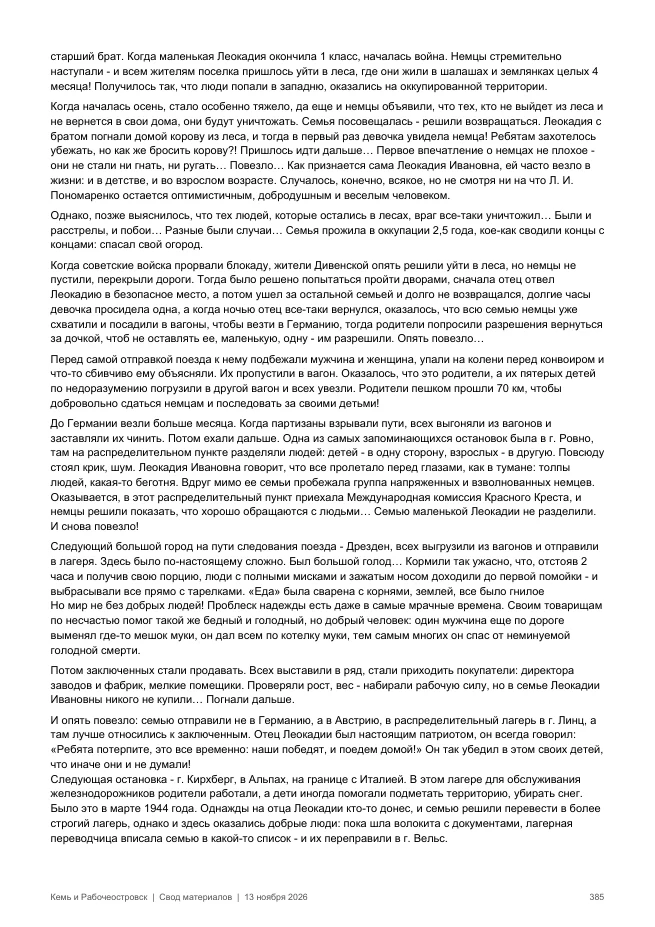 старший брат. Когда маленькая Леокадия окончила 1 класс, началась война. Немцы стремительно
наступали - и всем жителям поселка пришлось уйти в леса, где они жили в шалашах и землянках целых 4
месяца! Получилось так, что люди попали в западню, оказались на оккупированной территории.
Когда началась осень, стало особенно тяжело, да еще и немцы объявили, что тех, кто не выйдет из леса и
не вернется в свои дома, они будут уничтожать. Семья посовещалась - решили возвращаться. Леокадия с
братом погнали домой корову из леса, и тогда в первый раз девочка увидела немца! Ребятам захотелось
убежать, но как же бросить корову?! Пришлось идти дальше… Первое впечатление о немцах не плохое -
они не стали ни гнать, ни ругать… Повезло… Как признается сама Леокадия Ивановна, ей часто везло в
жизни: и в детстве, и во взрослом возрасте. Случалось, конечно, всякое, но не смотря ни на что Л. И.
Пономаренко остается оптимистичным, добродушным и веселым человеком.
Однако, позже выяснилось, что тех людей, которые остались в лесах, враг все-таки уничтожил… Были и
расстрелы, и побои… Разные были случаи… Семья прожила в оккупации 2,5 года, кое-как сводили концы с
концами: спасал свой огород.
Когда советские войска прорвали блокаду, жители Дивенской опять решили уйти в леса, но немцы не
пустили, перекрыли дороги. Тогда было решено попытаться пройти дворами, сначала отец отвел
Леокадию в безопасное место, а потом ушел за остальной семьей и долго не возвращался, долгие часы
девочка просидела одна, а когда ночью отец все-таки вернулся, оказалось, что всю семью немцы уже
схватили и посадили в вагоны, чтобы везти в Германию, тогда родители попросили разрешения вернуться
за дочкой, чтоб не оставлять ее, маленькую, одну - им разрешили. Опять повезло…
Перед самой отправкой поезда к нему подбежали мужчина и женщина, упали на колени перед конвоиром и
что-то сбивчиво ему объясняли. Их пропустили в вагон. Оказалось, что это родители, а их пятерых детей
по недоразумению погрузили в другой вагон и всех увезли. Родители пешком прошли 70 км, чтобы
добровольно сдаться немцам и последовать за своими детьми!
До Германии везли больше месяца. Когда партизаны взрывали пути, всех выгоняли из вагонов и
заставляли их чинить. Потом ехали дальше. Одна из самых запоминающихся остановок была в г. Ровно,
там на распределительном пункте разделяли людей: детей - в одну сторону, взрослых - в другую. Повсюду
стоял крик, шум. Леокадия Ивановна говорит, что все пролетало перед глазами, как в тумане: толпы
людей, какая-то беготня. Вдруг мимо ее семьи пробежала группа напряженных и взволнованных немцев.
Оказывается, в этот распределительный пункт приехала Международная комиссия Красного Креста, и
немцы решили показать, что хорошо обращаются с людьми… Семью маленькой Леокадии не разделили.
И снова повезло!
Следующий большой город на пути следования поезда - Дрезден, всех выгрузили из вагонов и отправили
в лагеря. Здесь было по-настоящему сложно. Был большой голод… Кормили так ужасно, что, отстояв 2
часа и получив свою порцию, люди с полными мисками и зажатым носом доходили до первой помойки - и
выбрасывали все прямо с тарелками. «Еда» была сварена с корнями, землей, все было гнилое
Но мир не без добрых людей! Проблеск надежды есть даже в самые мрачные времена. Своим товарищам
по несчастью помог такой же бедный и голодный, но добрый человек: один мужчина еще по дороге
выменял где-то мешок муки, он дал всем по котелку муки, тем самым многих он спас от неминуемой
голодной смерти.
Потом заключенных стали продавать. Всех выставили в ряд, стали приходить покупатели: директора
заводов и фабрик, мелкие помещики. Проверяли рост, вес - набирали рабочую силу, но в семье Леокадии
Ивановны никого не купили… Погнали дальше.
И опять повезло: семью отправили не в Германию, а в Австрию, в распределительный лагерь в г. Линц, а
там лучше относились к заключенным. Отец Леокадии был настоящим патриотом, он всегда говорил:
«Ребята потерпите, это все временно: наши победят, и поедем домой!» Он так убедил в этом своих детей,
что иначе они и не думали!
Следующая остановка - г. Кирхберг, в Альпах, на границе с Италией. В этом лагере для обслуживания
железнодорожников родители работали, а дети иногда помогали подметать территорию, убирать снег.
Было это в марте 1944 года. Однажды на отца Леокадии кто-то донес, и семью решили перевести в более
строгий лагерь, однако и здесь оказались добрые люди: пока шла волокита с документами, лагерная
переводчица вписала семью в какой-то список - и их переправили в г. Вельс.
Кемь и Рабочеостровск | Свод материалов | 13 ноября 2026
385